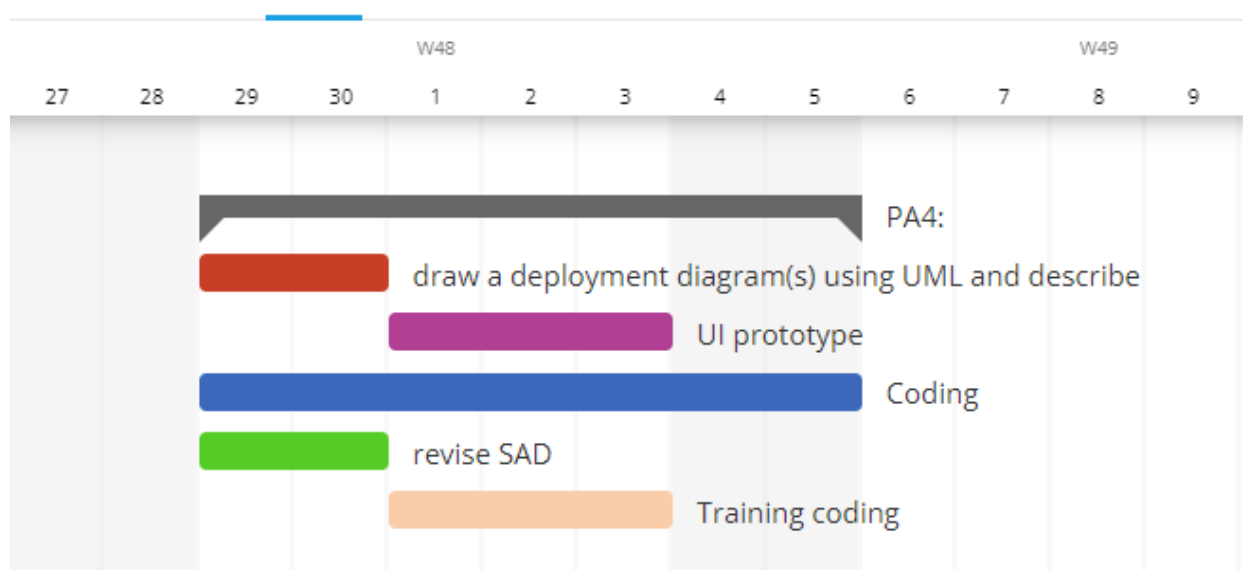 W48 W49
27 28 29 30 1 2 3 4 5 6 7 8 9
PA4:
draw a deployment diagram(s) using UML and describe
UI prototype
Coding
revise SAD
Training coding